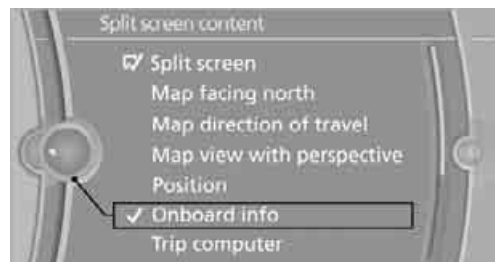 Split screen content
Split screen
Map facing north
Map direction of travel
Map view with perspective
Position
Onboard info
Trip computer